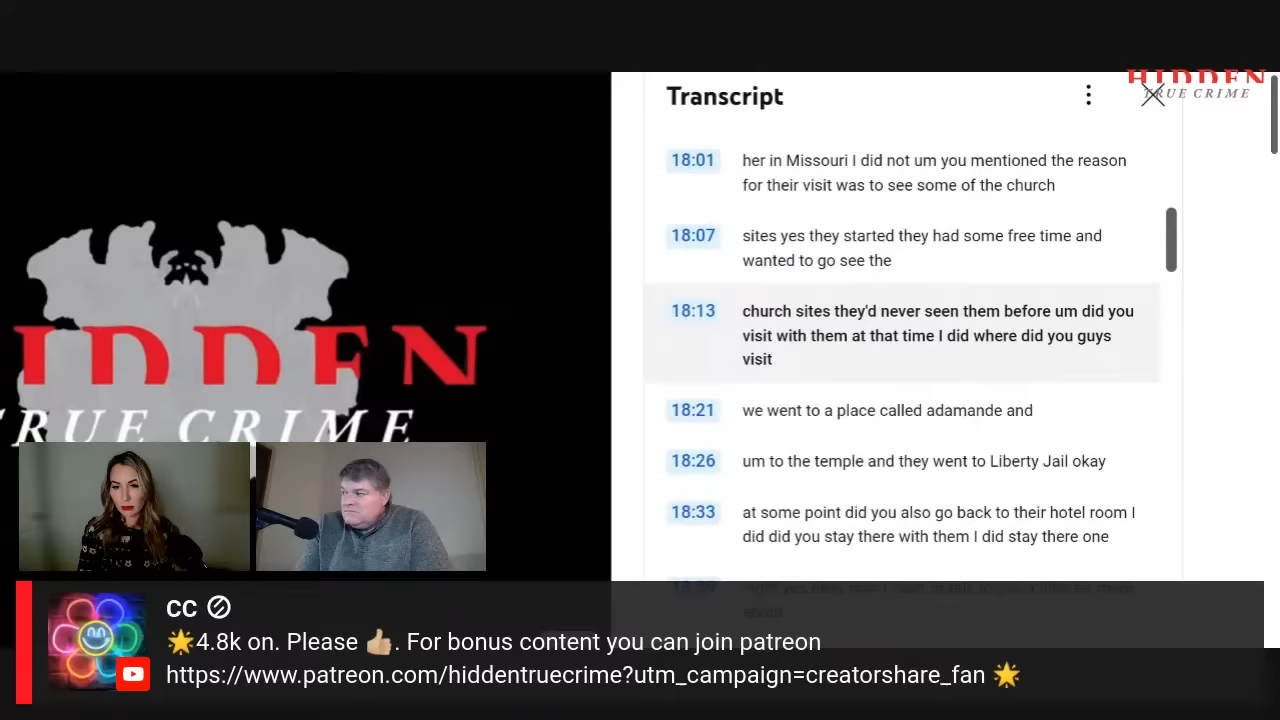 HIDDEN
TRUE CRIME
Transcript
18:01
her in Missouri I did not um you mentioned the reason
for their visit was to see some of the church
18:07
sites yes they started they had some free time and
wanted to go see the
18:13
church sites they'd never seen them before um did you
visit with them at that time I did where did you guys
visit
18:21
we went to a place called adamande and
18:26
um to the temple and they went to Liberty Jail okay
18:33
at some point did you also go back to their hotel room I
did did you stay there with them I did stay there one
IDDEN
RUE CRIME
CC
🌟4.8k on. Please 👍🏼. For bonus content you can join patreon
https://www.patreon.com/hiddentruecrime?utm_campaign=creatorshare_fan 🌟